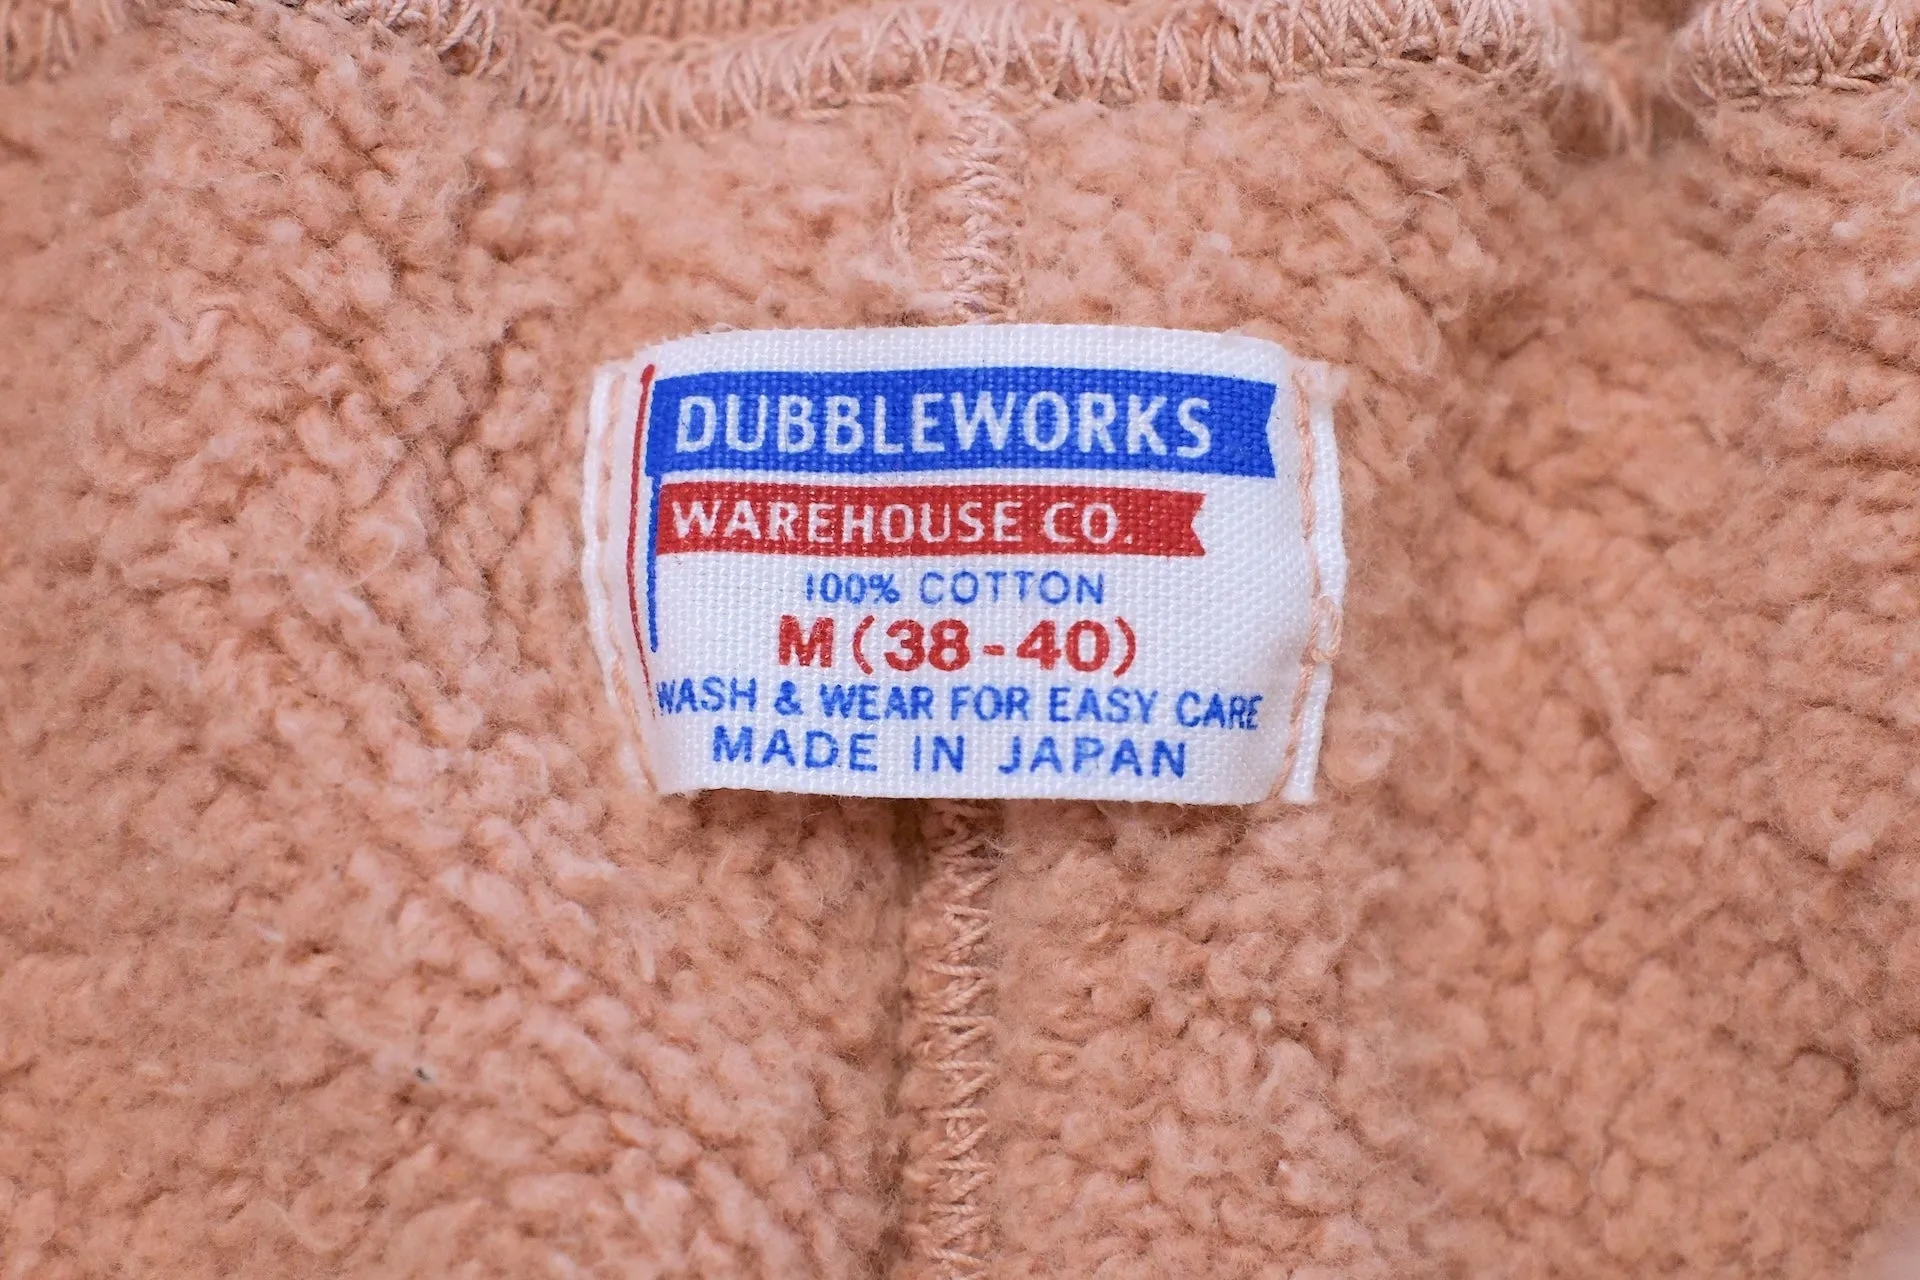 DUBBLEWORKS
WAREHOUSE CO.
100% COTTON
M (38-40)
WASH & WEAR FOR EASY CARE
MADE IN JAPAN